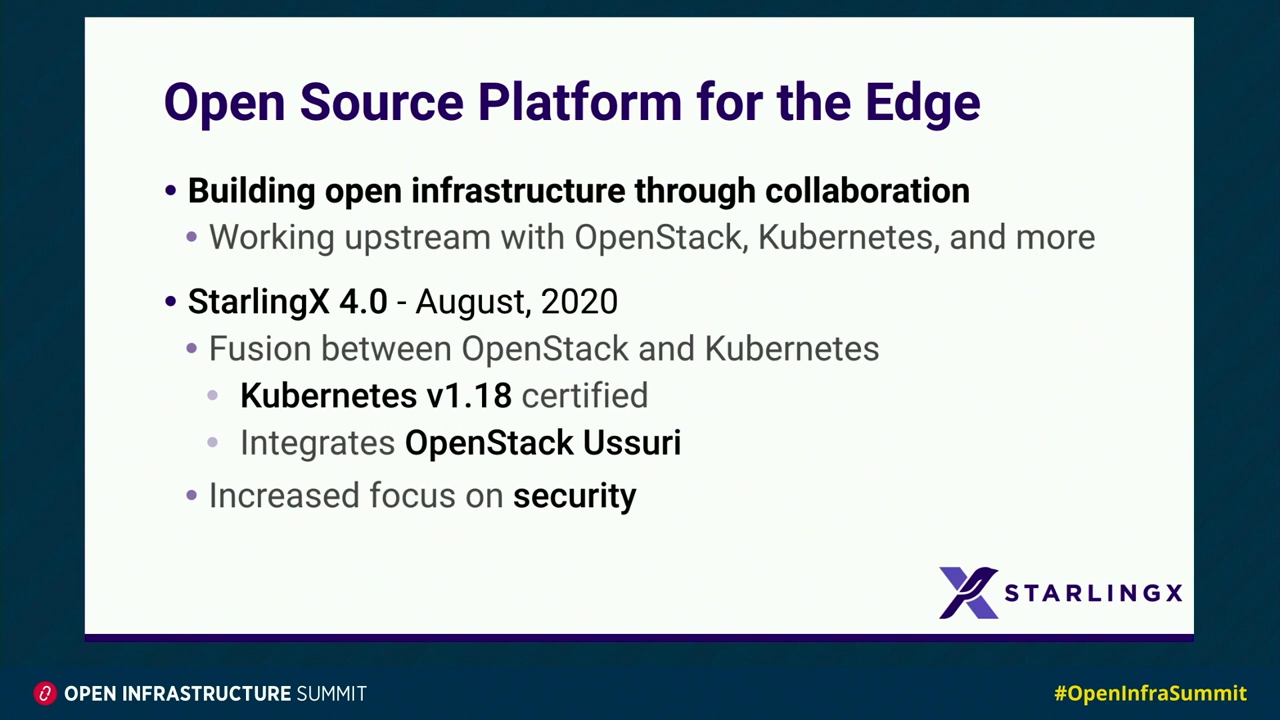 Open Source Platform for the Edge
• Building open infrastructure through collaboration
• Working upstream with OpenStack, Kubernetes, and more
• StarlingX 4.0 - August, 2020
• Fusion between OpenStack and Kubernetes
• Kubernetes v1.18 certified
• Integrates OpenStack Ussuri
• Increased focus on security
STARLINGX
OPEN INFRASTRUCTURE SUMMIT
#OpenInfraSummit